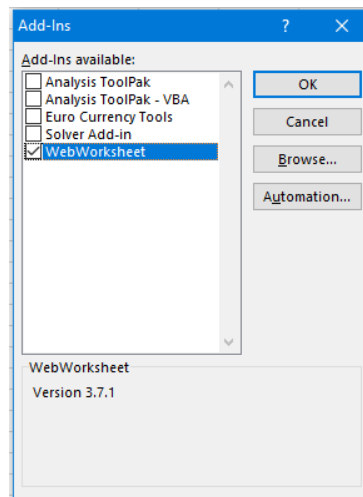 Add-Ins ? X
Add-Ins available:
Analysis ToolPak
Analysis ToolPak - VBA
Euro Currency Tools
Solver Add-in
WebWorksheet
OK
Cancel
Browse...
Automation...
WebWorksheet
Version 3.7.1